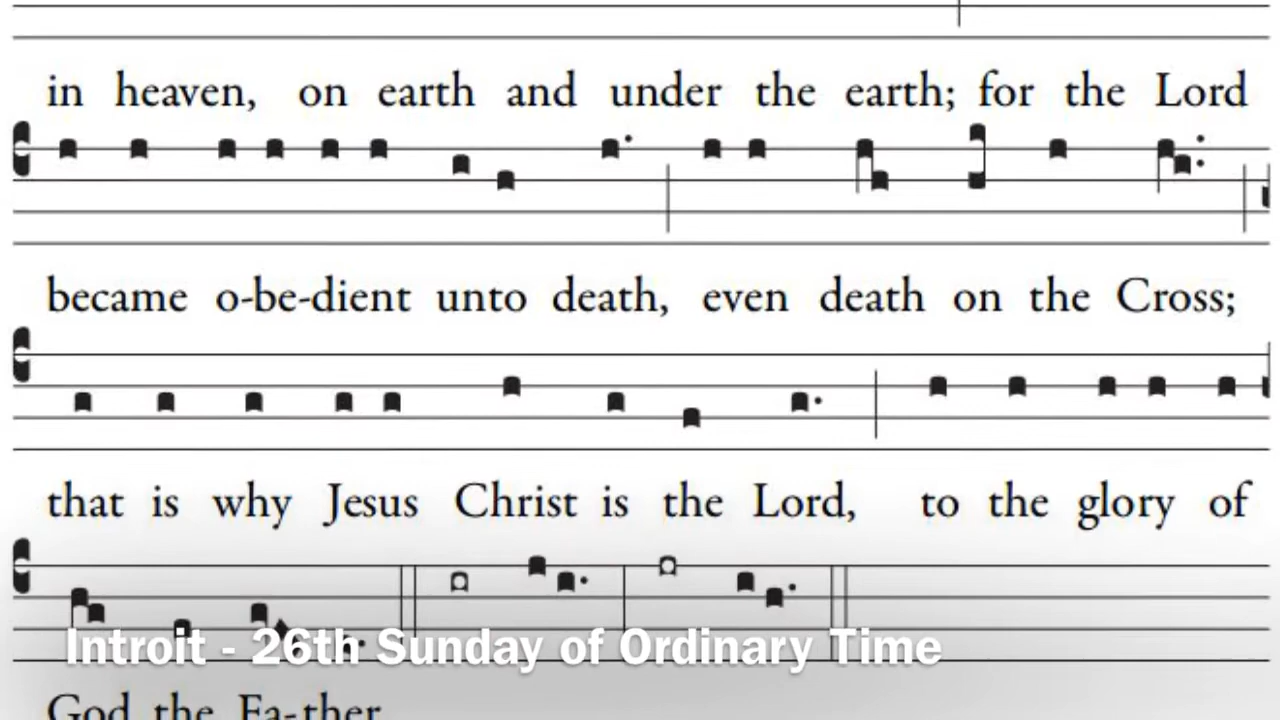 in heaven, on earth and under the earth; for the Lord
became o-be-dient unto death, even death on the Cross;
that is why Jesus Christ is the Lord, to the glory of
Introit - 26th Sunday of Ordinary Time
God the Fa-ther